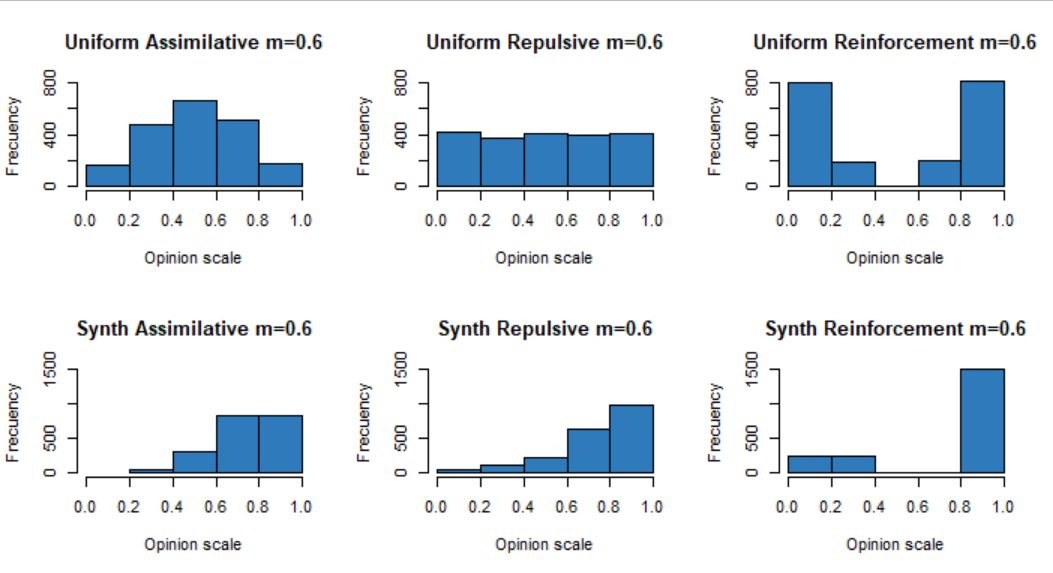 Uniform Assimilative m=0.6
Uniform Repulsive m=0.6
Uniform Reinforcement m=0.6
Frecuency
0 400 800
0.0 0.2 0.4 0.6 0.8 1.0
Opinion scale
Frecuency
0 400 800
0.0 0.2 0.4 0.6 0.8 1.0
Opinion scale
Frecuency
0 400 800
0.0 0.2 0.4 0.6 0.8 1.0
Opinion scale
Synth Assimilative m=0.6
Synth Repulsive m=0.6
Synth Reinforcement m=0.6
Frecuency
0 500 1500
0.0 0.2 0.4 0.6 0.8 1.0
Opinion scale
Frecuency
0 500 1500
0.0 0.2 0.4 0.6 0.8 1.0
Opinion scale
Frecuency
0 500 1500
0.0 0.2 0.4 0.6 0.8 1.0
Opinion scale